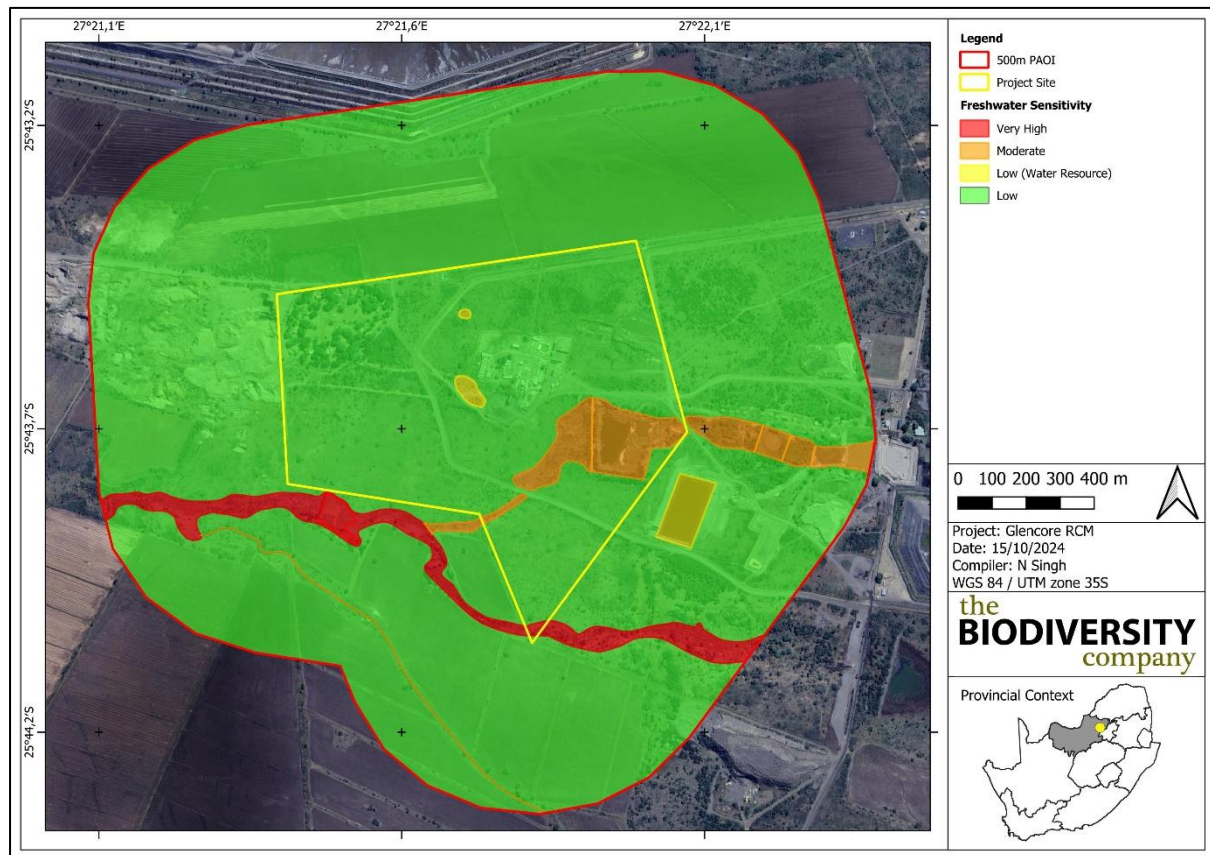 27°21,1'E
27°21,6'E
27°22,1'E
25°43,2'S
25°43,7'S
25°44,2'S
Legend
500m PAOI
Project Site
Freshwater Sensitivity
Very High
Moderate
Low (Water Resource)
Low
0 100 200 300 400 m
Project: Glencore RCM
Date: 15/10/2024
Compiler: N Singh
WGS 84 / UTM zone 35S
the
BIODIVERSITY
company
Provincial Context